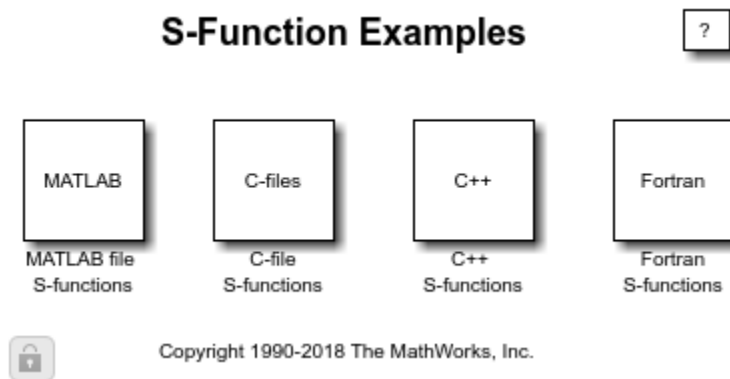 S-Function Examples
?
MATLAB
C-files
C++
Fortran
MATLAB file
S-functions
C-file
S-functions
C++
S-functions
Fortran
S-functions
Copyright 1990-2018 The MathWorks, Inc.